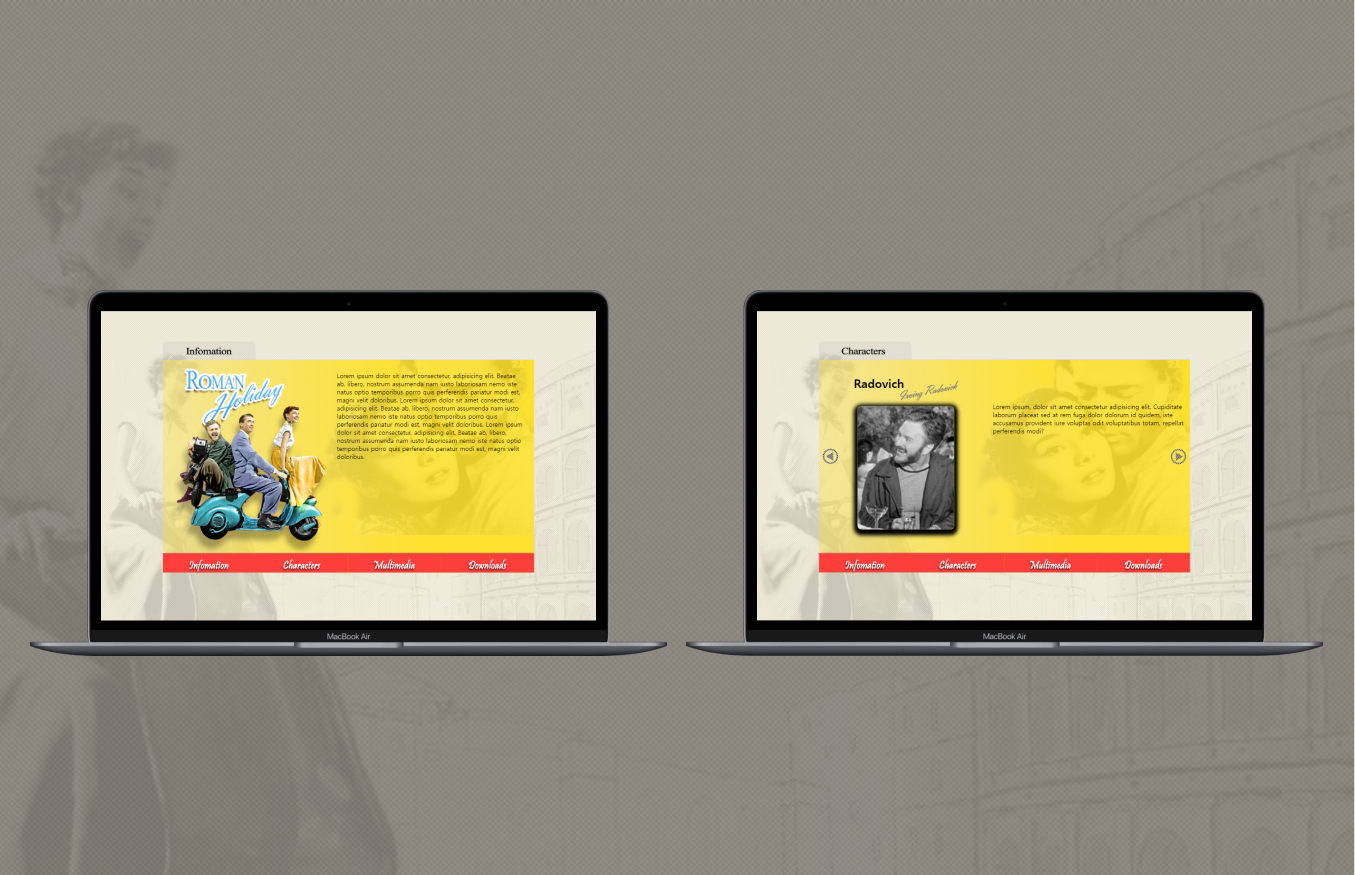 Infomation
ROMAN
Holiday
Lorem ipsum dolor sit amet consectetur, adipisicing elit. Beatae
ab, libero, nostrum assumenda nam iusto laboriosam nemo iste
natus optio temporibus porro quis perferendis pariatur modi est,
magni velit doloribus. Lorem ipsum dolor sit amet consectetur,
adipisicing elit. Beatae ab, libero, nostrum assumenda nam iusto
laboriosam nemo iste natus optio temporibus porro quis
perferendis pariatur modi est, magni velit doloribus. Lorem ipsum
dolor sit amet consectetur, adipisicing elit. Beatae ab, libero,
nostrum assumenda nam iusto laboriosam nemo iste natus optio
temporibus porro quis perferendis pariatur modi est, magni velit
doloribus.
Infomation Characters Multimedia Downloads
MacBook Air
Characters
Radovich
Irving Radovich
Lorem ipsum, dolor sit amet consectetur adipisicing elit. Cupiditate
laborum placeat sed at rem fuga dolor dolorum id quidem, iste
accusamus provident iure voluptas odit voluptatibus totam, repellat
perferendis modi?
Infomation Characters Multimedia Downloads
MacBook Air